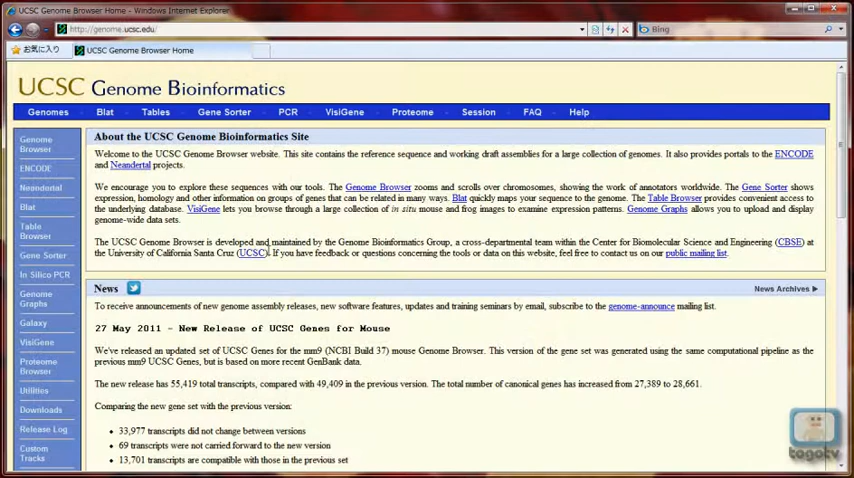 UCSC Genome Browser Home - Windows Internet Explorer
http://genome.ucsc.edu/
Bing
お気に入り
UCSC Genome Browser Home
UCSC Genome Bioinformatics
Genomes Blat Tables Gene Sorter PCR VisiGene Proteome Session FAQ Help
Genome
Browser
ENCODE
Neandertal
Blat
Table
Browser
Gene Sorter
In Silico PCR
Genome
Graphs
Galaxy
VisiGene
Proteome
Browser
Utilities
Downloads
Release Log
Custom
Tracks
About the UCSC Genome Bioinformatics Site
Welcome to the UCSC Genome Browser website. This site contains the reference sequence and working draft assemblies for a large collection of genomes. It also provides portals to the ENCODE
and Neandertal projects.
We encourage you to explore these sequences with our tools. The Genome Browser zooms and scrolls over chromosomes, showing the work of annotators worldwide. The Gene Sorter shows
expression, homology and other information on groups of genes that can be related in many ways. Blat quickly maps your sequence to the genome. The Table Browser provides convenient access to
the underlying database. VisiGene lets you browse through a large collection of in situ mouse and frog images to examine expression patterns. Genome Graphs allows you to upload and display
genome-wide data sets.
The UCSC Genome Browser is developed and maintained by the Genome Bioinformatics Group, a cross-departmental team within the Center for Biomolecular Science and Engineering (CBSE) at
the University of California Santa Cruz (UCSC). If you have feedback or questions concerning the tools or data on this website, feel free to contact us on our public mailing list.
News
News Archives ▶
To receive announcements of new genome assembly releases, new software features, updates and training seminars by email, subscribe to the genome-announce mailing list.
27 May 2011 - New Release of UCSC Genes for Mouse
We've released an updated set of UCSC Genes for the mm9 (NCBI Build 37) mouse Genome Browser. This version of the gene set was generated using the same computational pipeline as the
previous mm9 UCSC Genes, but is based on more recent GenBank data.
The new release has 55,419 total transcripts, compared with 49,409 in the previous version. The total number of canonical genes has increased from 27,389 to 28,661.
Comparing the new gene set with the previous version:
• 33,977 transcripts did not change between versions
• 69 transcripts were not carried forward to the new version
• 13,701 transcripts are compatible with those in the previous set
togotv